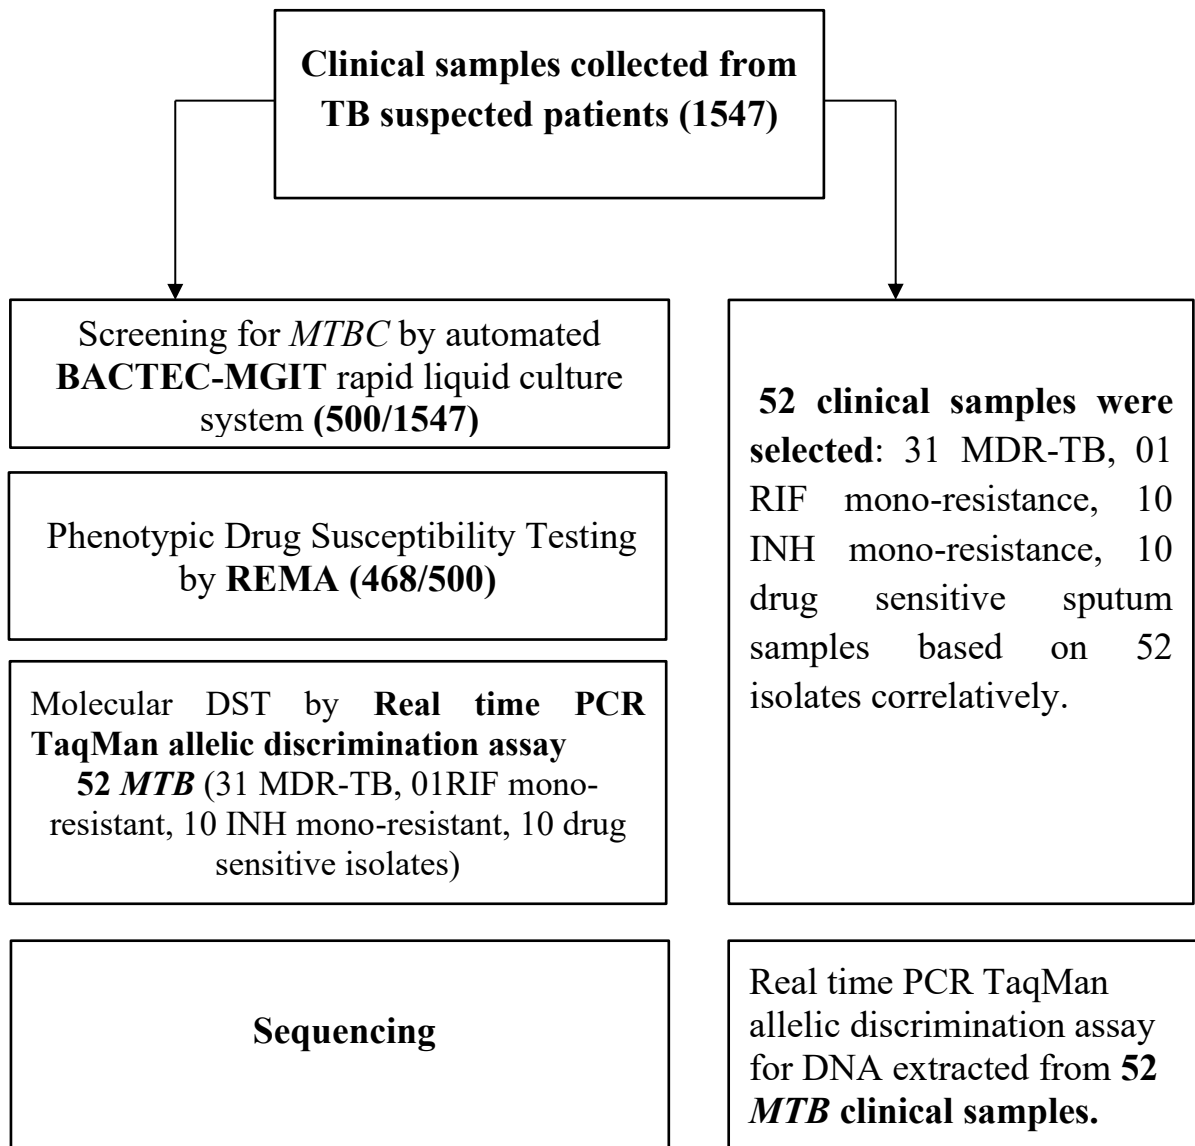 Clinical samples collected from
TB suspected patients (1547)
Screening for MTBC by automated
BACTEC-MGIT rapid liquid culture
system (500/1547)
Phenotypic Drug Susceptibility Testing
by REMA (468/500)
Molecular DST by Real time PCR
TaqMan allelic discrimination assay
52 MTB (31 MDR-TB, 01RIF mono-
resistant, 10 INH mono-resistant, 10 drug
sensitive isolates)
Sequencing
52 clinical samples were
selected: 31 MDR-TB, 01
RIF mono-resistance, 10
INH mono-resistance, 10
drug sensitive sputum
samples based on 52
isolates correlatively.
Real time PCR TaqMan
allelic discrimination assay
for DNA extracted from 52
MTB clinical samples.